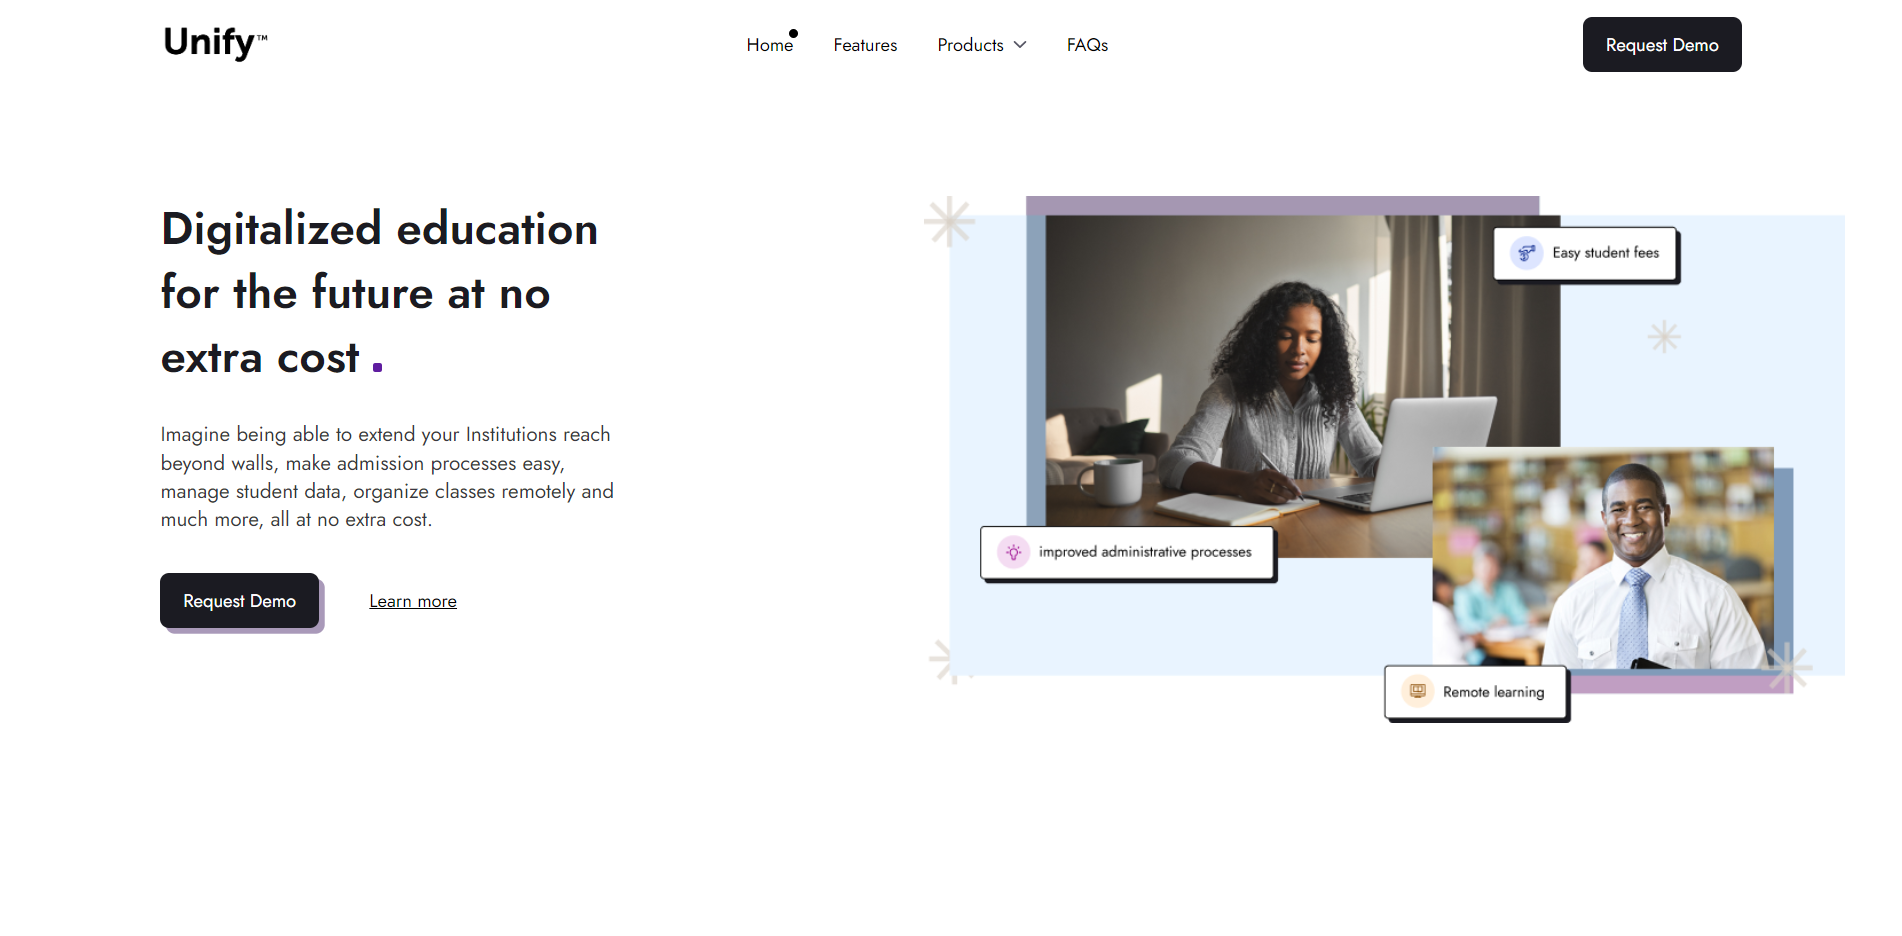 Unify™
Home
Features
Products
FAQs
Request Demo
Digitalized education
for the future at no
extra cost .
Imagine being able to extend your Institutions reach
beyond walls, make admission processes easy,
manage student data, organize classes remotely and
much more, all at no extra cost.
Request Demo
Learn more
Easy student fees
improved administrative processes
Remote learning